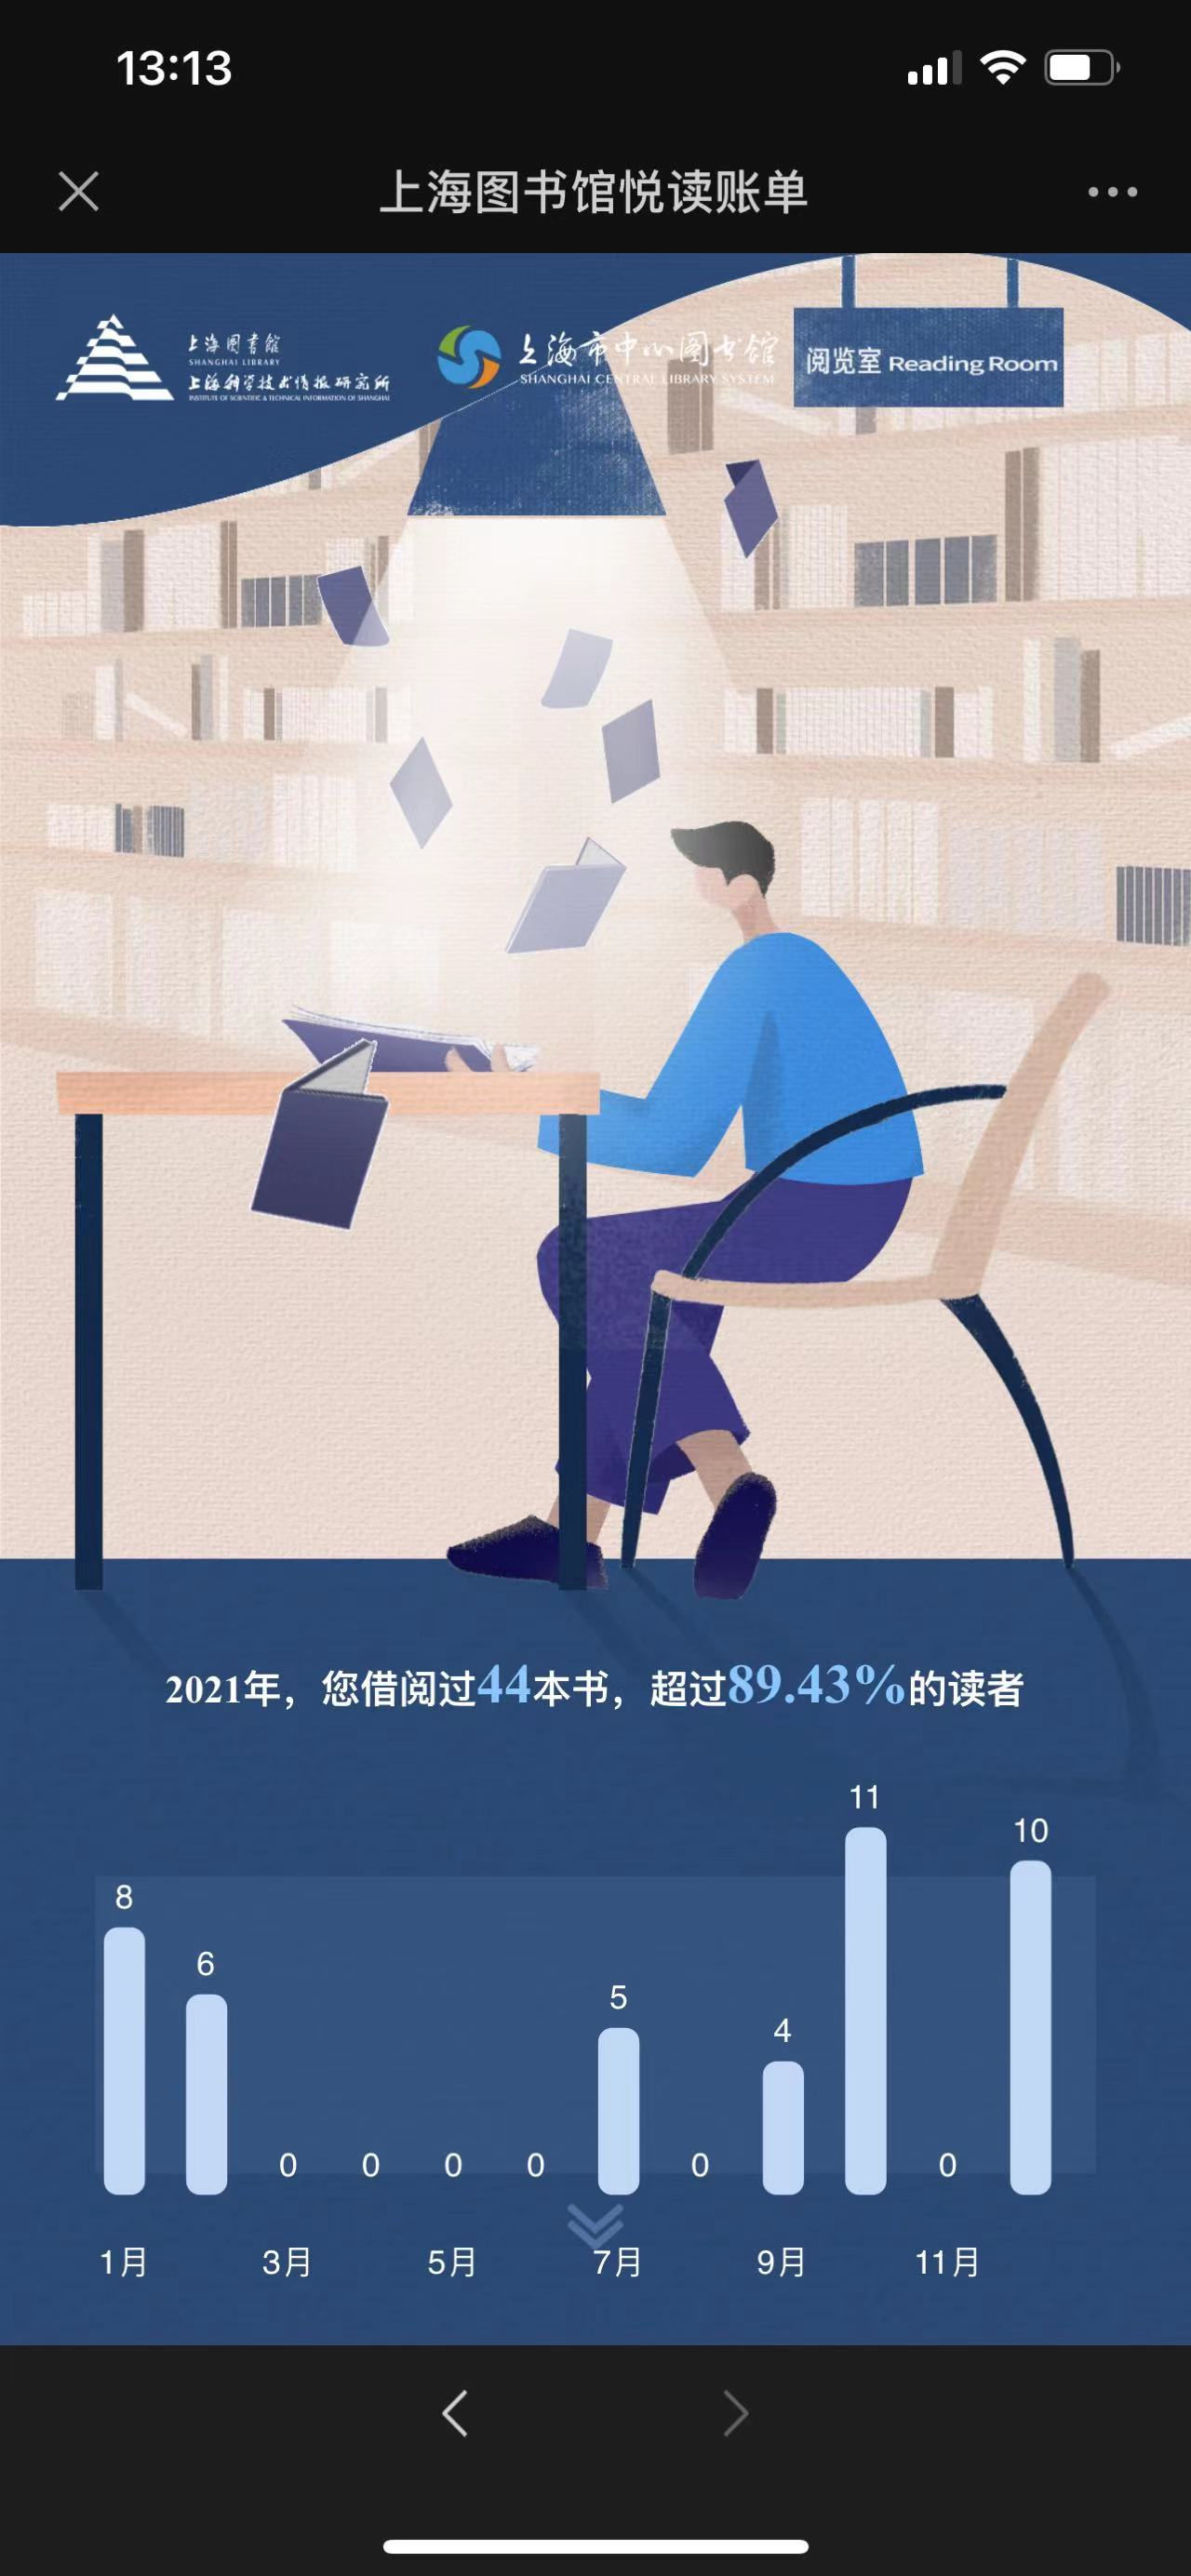 13:13
上海图书馆悦读账单
上海图書館
SHANGHAI LIBRARY
上海科学技术情报研究所
INSTITUTE OF SCIENTIFIC & TECHNICAL INFORMATION OF SHANGHAI
上海市中心图书馆
SHANGHAI CENTRAL LIBRARY SYSTEM
阅览室 Reading Room
2021年，您借阅过44本书，超过89.43%的读者
8 6 0 0 0 0 5 0 4 11 0 10
1月 3月 5月 7月 9月 11月